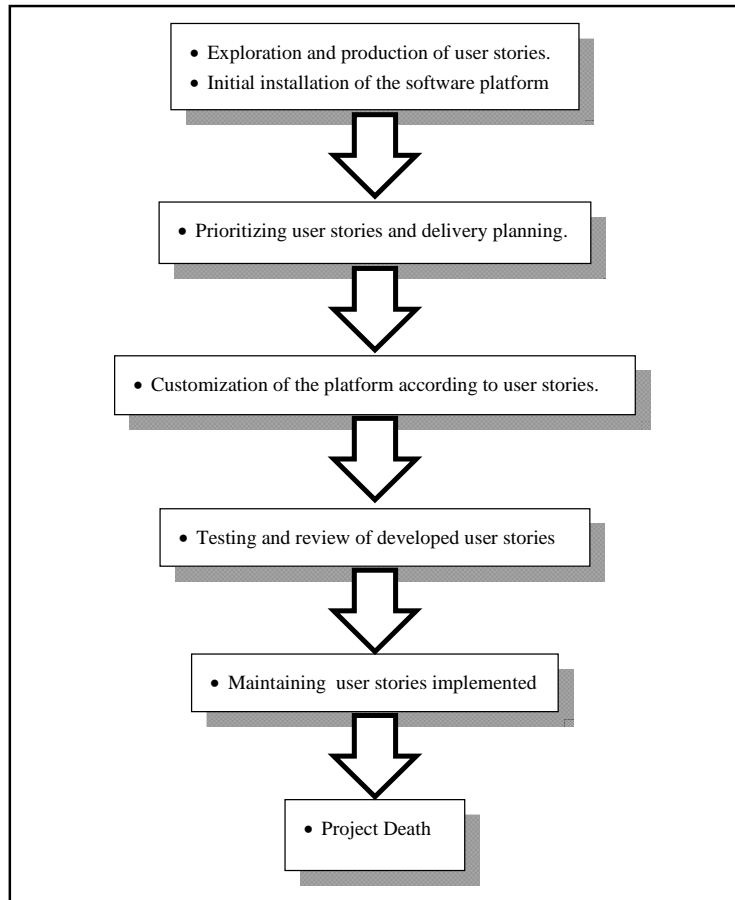 • Exploration and production of user stories.
• Initial installation of the software platform
• Prioritizing user stories and delivery planning.
• Customization of the platform according to user stories.
• Testing and review of developed user stories
• Maintaining  user stories implemented
• Project Death